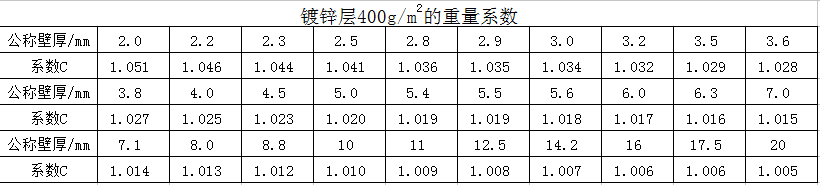 镀锌层400g/m²的重量系数
公称壁厚/mm 2.0 2.2 2.3 2.5 2.8 2.9 3.0 3.2 3.5 3.6
系数C 1.051 1.046 1.044 1.041 1.036 1.035 1.034 1.032 1.029 1.028
公称壁厚/mm 3.8 4.0 4.5 5.0 5.4 5.5 5.6 6.0 6.3 7.0
系数C 1.027 1.025 1.023 1.020 1.019 1.019 1.018 1.017 1.016 1.015
公称壁厚/mm 7.1 8.0 8.8 10 11 12.5 14.2 16 17.5 20
系数C 1.014 1.013 1.012 1.010 1.009 1.008 1.007 1.006 1.006 1.005